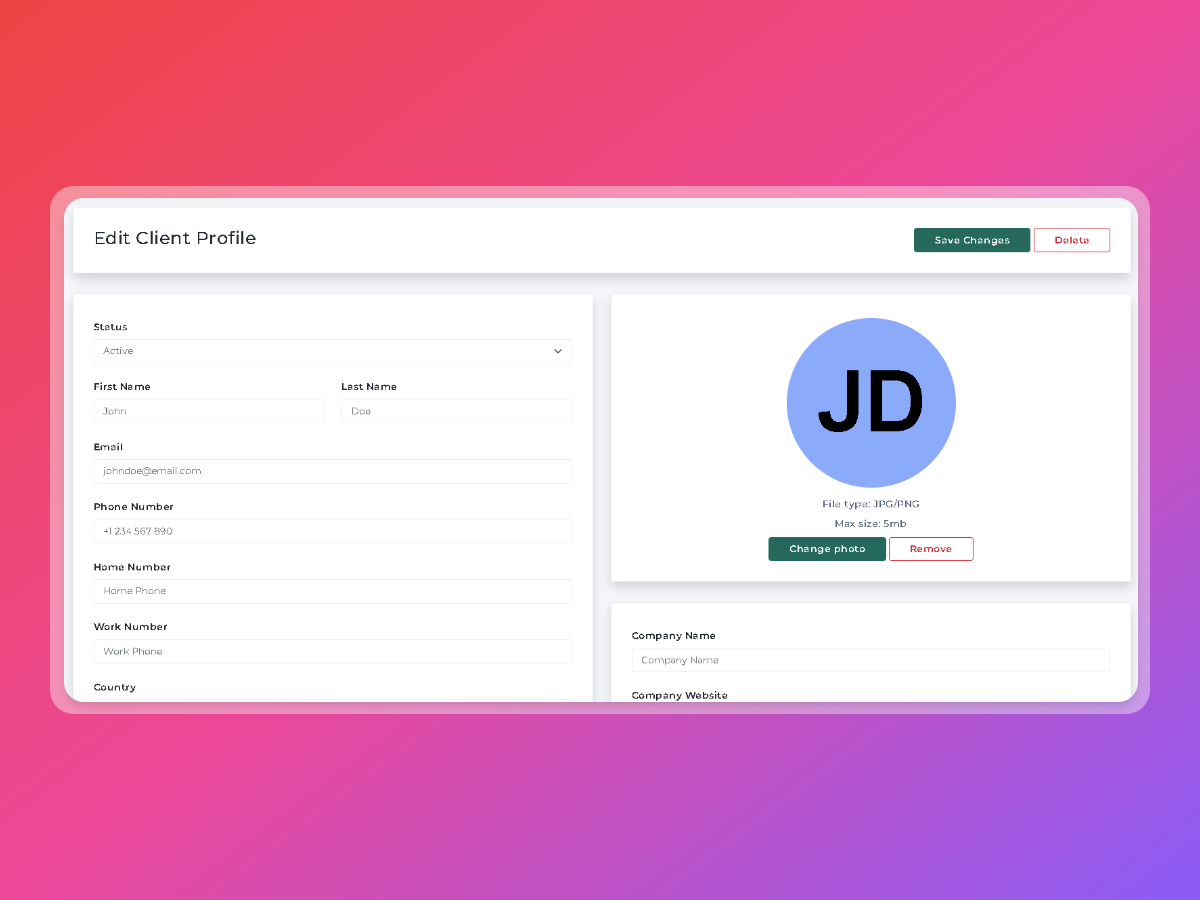 Edit Client Profile
Save Changes
Delete
Status
Active
First Name
Last Name
John
Doe
Email
johndoe@email.com
Phone Number
+1 234 567 890
Home Number
Home Phone
Work Number
Work Phone
Country
JD
File type: JPG/PNG
Max size: 5mb
Change photo
Remove
Company Name
Company Name
Company Website